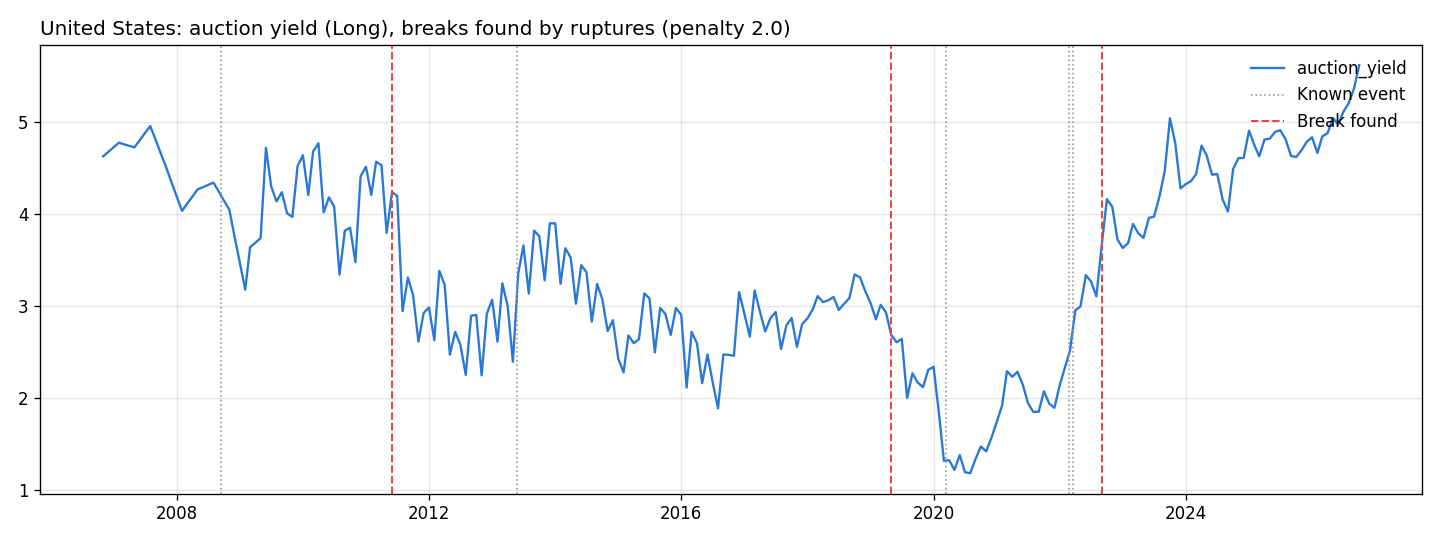 United States: auction yield (Long), breaks found by ruptures (penalty 2.0)
auction_yield
Known event
Break found
5
4
3
2
1
2008 2012 2016 2020 2024